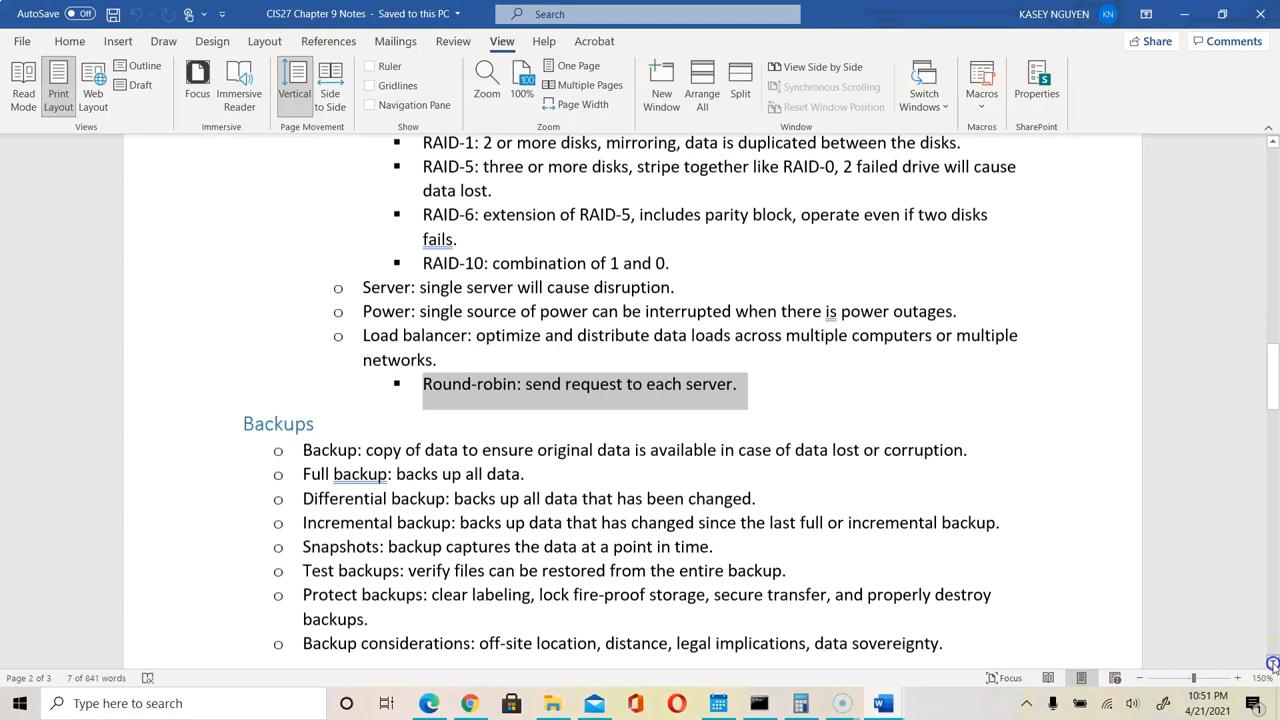 AutoSave Off CIS27 Chapter 9 Notes Search KASEY NGUYEN KN
File Home Insert Draw Design Layout References Mailings Review View Help Acrobat Share Comments
Read Mode Print Layout Web Layout Outline Draft Focus Immersive Reader Vertical Side to Side Ruler Gridlines Navigation Pane Zoom 100 100% One Page Multiple Pages Page Width New Window Arrange All Split View Side by Side Synchronous Scrolling Reset Window Position Switch Windows Macros Properties
Views Immersive Page Movement Show Zoom Window Macros SharePoint
RAID-1: 2 or more disks, mirroring, data is duplicated between the disks.
RAID-5: three or more disks, stripe together like RAID-0, 2 failed drive will cause
data lost.
RAID-6: extension of RAID-5, includes parity block, operate even if two disks
fails.
RAID-10: combination of 1 and 0.
o Server: single server will cause disruption.
o Power: single source of power can be interrupted when there is power outages.
o Load balancer: optimize and distribute data loads across multiple computers or multiple
networks.
Round-robin: send request to each server.
Backups
o Backup: copy of data to ensure original data is available in case of data lost or corruption.
o Full backup: backs up all data.
o Differential backup: backs up all data that has been changed.
o Incremental backup: backs up data that has changed since the last full or incremental backup.
o Snapshots: backup captures the data at a point in time.
o Test backups: verify files can be restored from the entire backup.
o Protect backups: clear labeling, lock fire-proof storage, secure transfer, and properly destroy
backups.
o Backup considerations: off-site location, distance, legal implications, data sovereignty.
Page 2 of 3 7 of 841 words Focus 150%
Type here to search 10:51 PM
4/21/2021